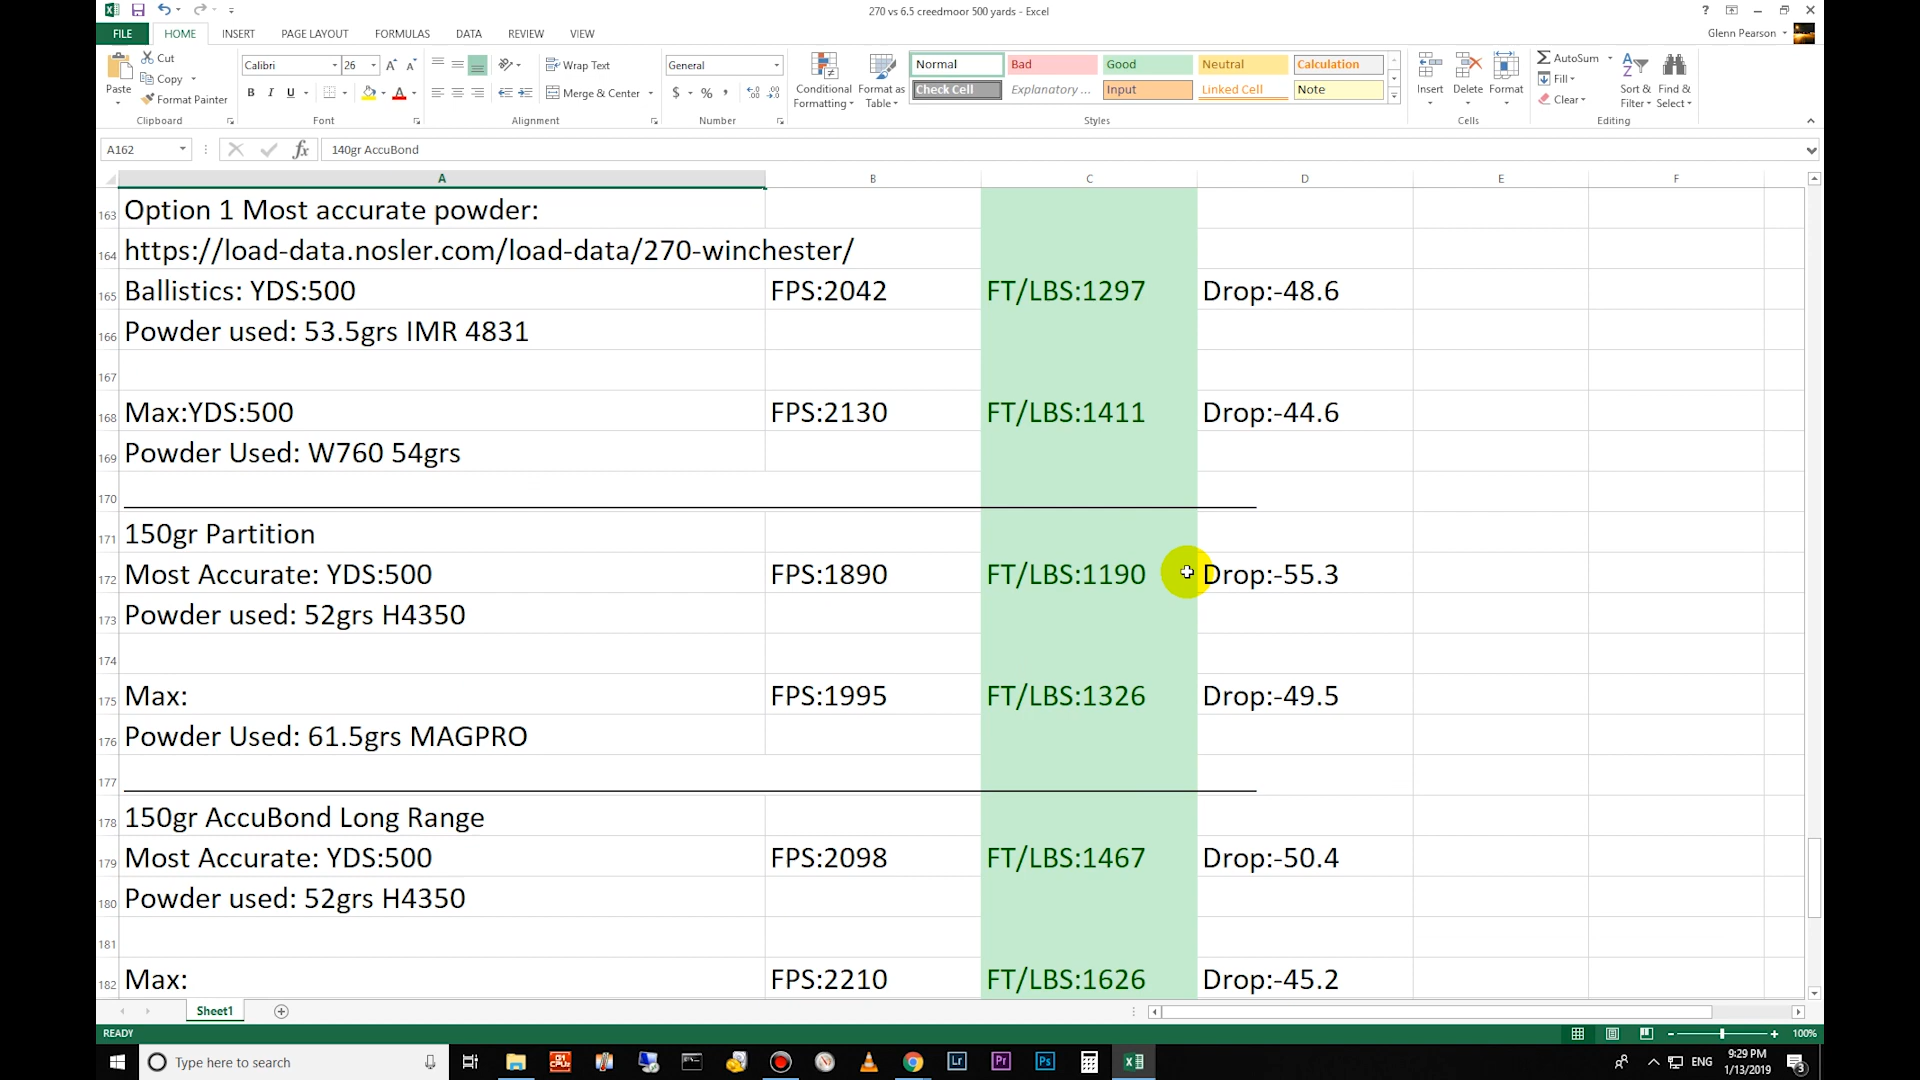 270 vs 6.5 creedmoor 500 yards - Excel
?
FILE HOME INSERT PAGE LAYOUT FORMULAS DATA REVIEW VIEW Glenn Pearson
Paste
Cut
Copy
Format Painter
Clipboard
Calibri 26
B I U
Font
Wrap Text
Merge & Center
Alignment
General
$ % ,
Number
Conditional Formatting
Format as Table
Normal Bad Good Neutral Calculation
Check Cell Explanatory ... Input Linked Cell Note
Styles
Insert Delete Format
Cells
AutoSum
Fill
Clear
Sort & Filter
Find & Select
Editing
A162 fx 140gr AccuBond
A B C D E F
163 Option 1 Most accurate powder:
164 https://load-data.nosler.com/load-data/270-winchester/
165 Ballistics: YDS:500 FPS:2042 FT/LBS:1297 Drop:-48.6
166 Powder used: 53.5grs IMR 4831
167
168 Max:YDS:500 FPS:2130 FT/LBS:1411 Drop:-44.6
169 Powder Used: W760 54grs
170
171 150gr Partition
172 Most Accurate: YDS:500 FPS:1890 FT/LBS:1190 Drop:-55.3
173 Powder used: 52grs H4350
174
175 Max: FPS:1995 FT/LBS:1326 Drop:-49.5
176 Powder Used: 61.5grs MAGPRO
177
178 150gr AccuBond Long Range
179 Most Accurate: YDS:500 FPS:2098 FT/LBS:1467 Drop:-50.4
180 Powder used: 52grs H4350
181
182 Max: FPS:2210 FT/LBS:1626 Drop:-45.2
Sheet1
READY 100%
Type here to search
Lr Pr Ps
ENG
9:29 PM
1/13/2019
3